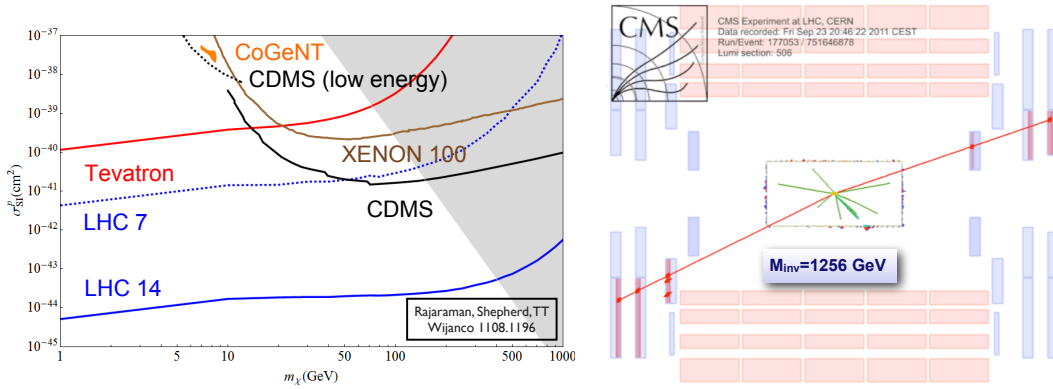 10⁻³⁷
10⁻³⁸
10⁻³⁹
10⁻⁴⁰
10⁻⁴¹
10⁻⁴²
10⁻⁴³
10⁻⁴⁴
10⁻⁴⁵
σᵖSI(cm²)
CoGeNT
CDMS (low energy)
XENON 100
Tevatron
CDMS
LHC 7
LHC 14
Rajaraman, Shepherd, TT
Wijanco 1108.1196
1 5 10 50 100 500 1000
mχ(GeV)
CMS
CMS Experiment at LHC, CERN
Data recorded: Fri Sep 23 20:46:22 2011 CEST
Run/Event: 177053 / 751646878
Lumi section: 506
Minv=1256 GeV